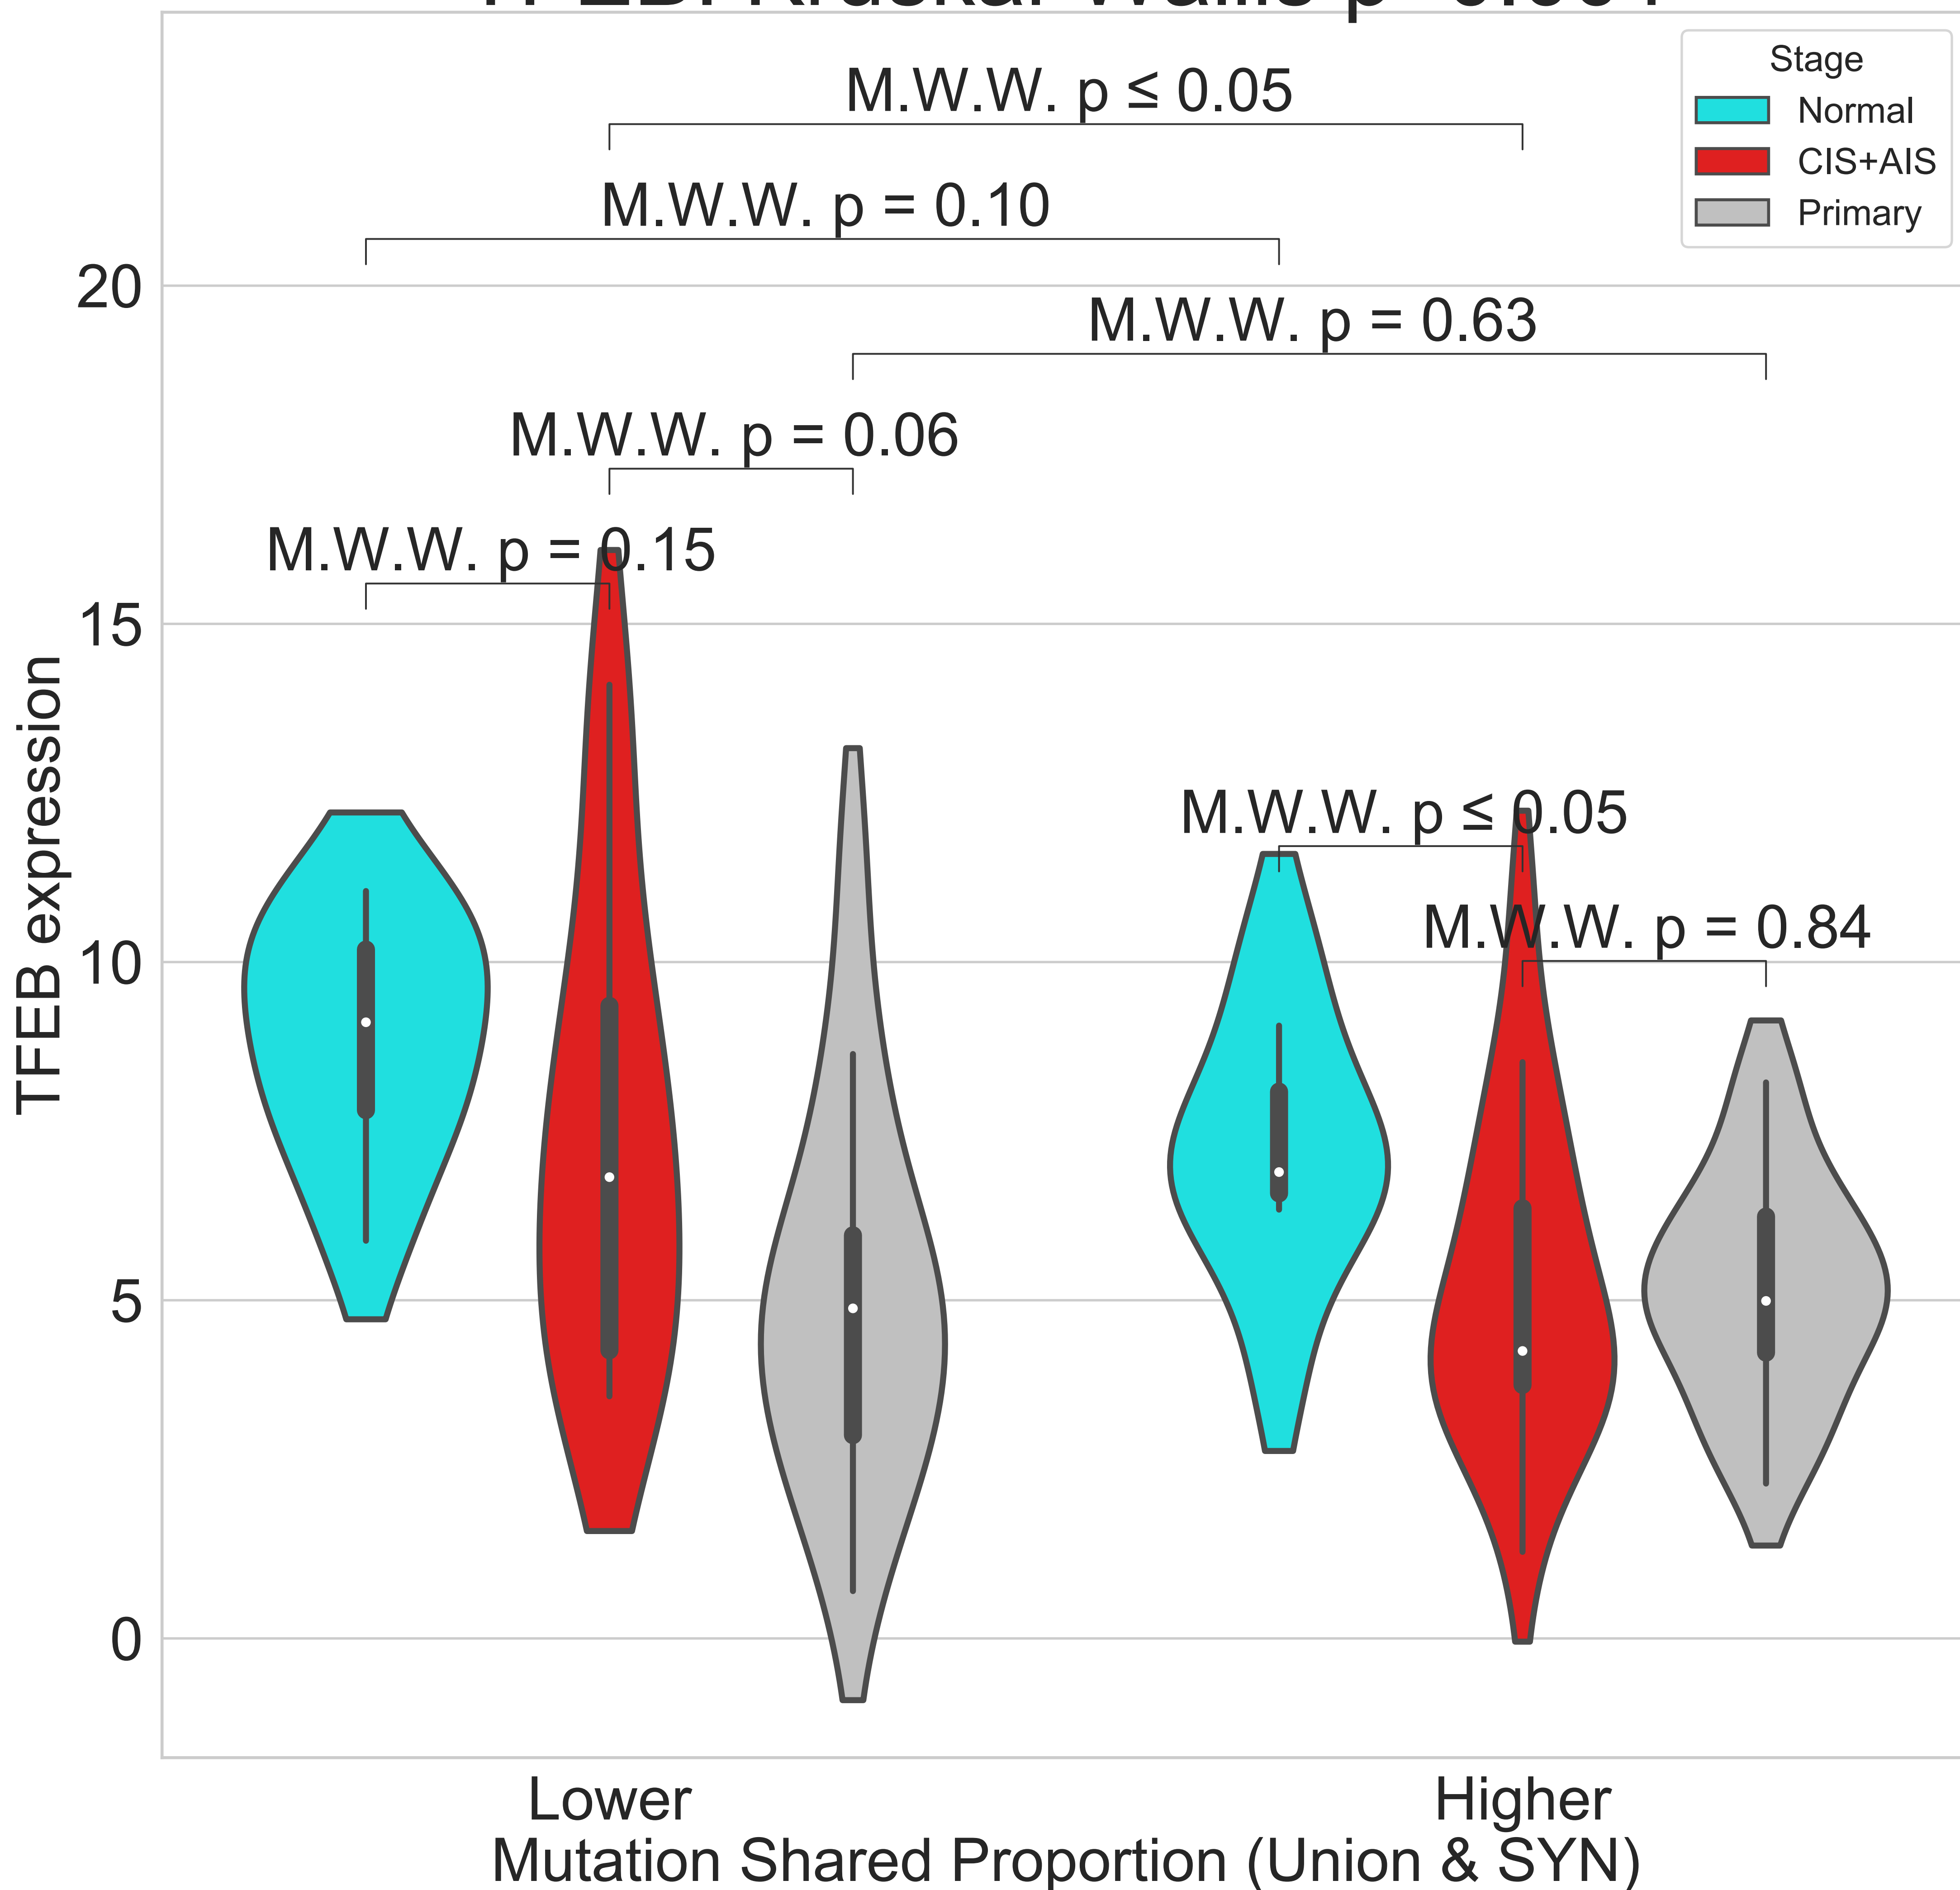 Stage
Normal
CIS+AIS
Primary
M.W.W. p ≤ 0.05
M.W.W. p = 0.10
M.W.W. p = 0.63
M.W.W. p = 0.06
M.W.W. p = 0.15
M.W.W. p ≤ 0.05
M.W.W. p = 0.84
20
15
10
5
0
TFEB expression
Lower
Higher
Mutation Shared Proportion (Union & SYN)